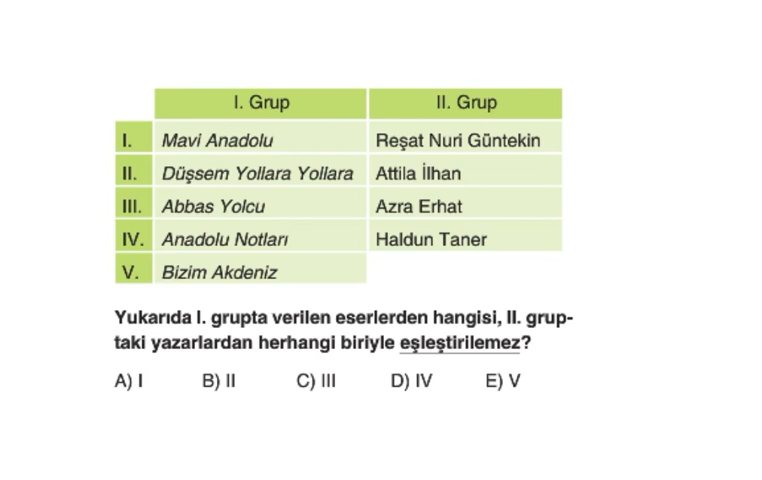 I. Grup II. Grup
I. Mavi Anadolu Reşat Nuri Güntekin
II. Düşsem Yollara Yollara Attila İlhan
III. Abbas Yolcu Azra Erhat
IV. Anadolu Notları Haldun Taner
V. Bizim Akdeniz
Yukarıda I. grupta verilen eserlerden hangisi, II. grup-
taki yazarlardan herhangi biriyle eşleştirilemez?
A) I B) II C) III D) IV E) V